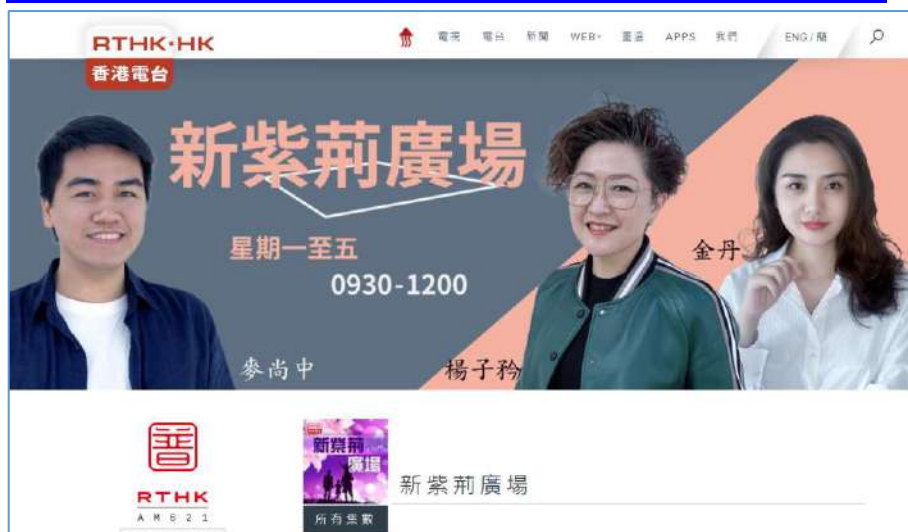 RTHK·HK
香港電台
電視 電台 新聞 WEB+ 重溫 APPS 我們 ENG / 簡
新紫荊廣場
星期一至五
0930-1200
麥尚中
楊子矜
金丹
普
RTHK
AM621
新紫荊
廣場
所有集數
新紫荊廣場